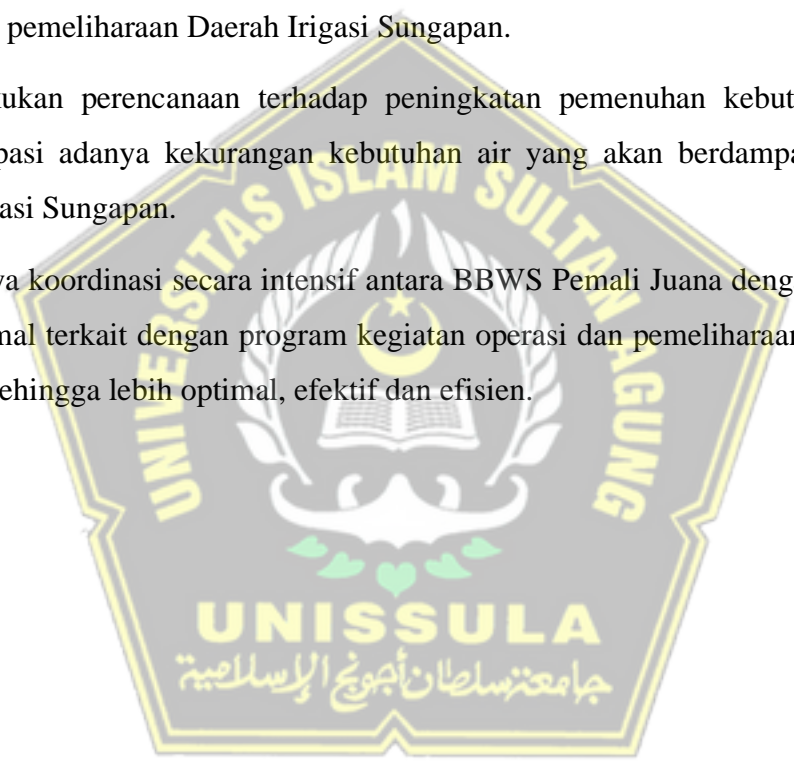 pemeliharaan Daerah Irigasi Sungapan.
ukan perencanaan terhadap peningkatan pemenuhan kebut
pasi adanya kekurangan kebutuhan air yang akan berdampa
asi Sungapan.
a koordinasi secara intensif antara BBWS Pemali Juana deng
mal terkait dengan program kegiatan operasi dan pemeliharaan
ehingga lebih optimal, efektif dan efisien.
UNIVERSITAS ISLAM SULTAN AGUNG
UNISSULA
جامعة سلطان أجونج الإسلامية